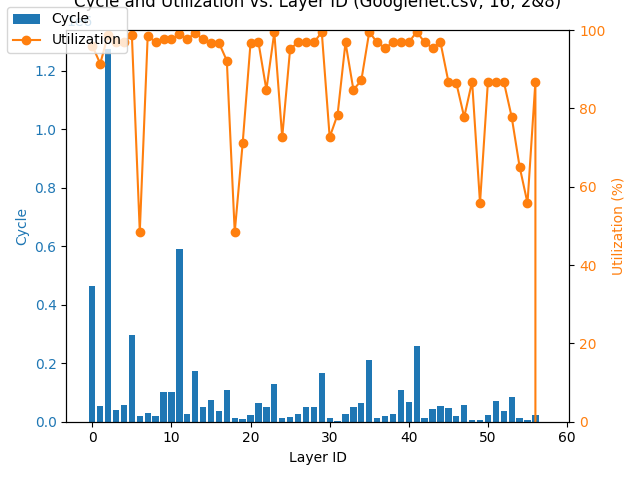 Cycle and Utilization vs. Layer ID (Googlenet.csv, 16, 2&8)
Cycle
Utilization
1.2
1.0
0.8
0.6
0.4
0.2
0.0
Cycle
100
80
60
40
20
0
Utilization (%)
0 10 20 30 40 50 60
Layer ID